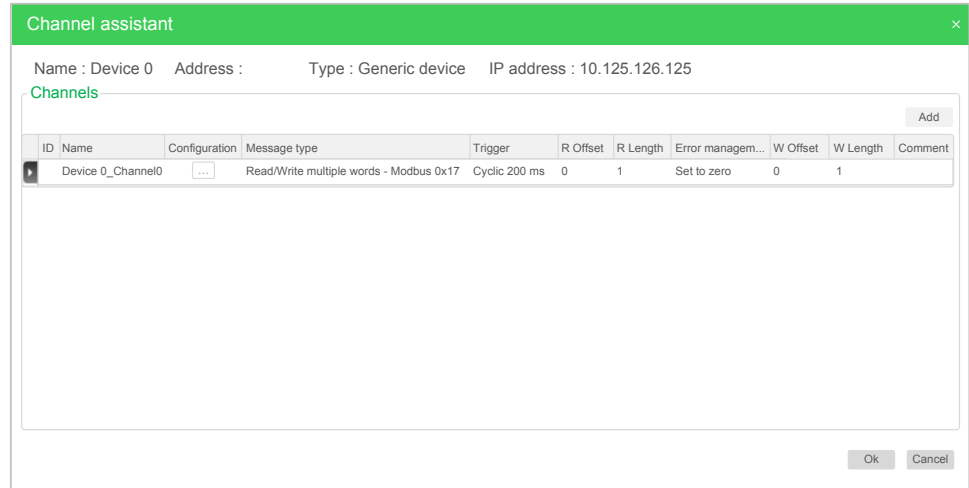 Channel assistant ×
Name : Device 0 Address : Type : Generic device IP address : 10.125.126.125
Channels
Add
ID Name Configuration Message type Trigger R Offset R Length Error managem... W Offset W Length Comment
Device 0_Channel0 ... Read/Write multiple words - Modbus 0x17 Cyclic 200 ms 0 1 Set to zero 0 1
Ok Cancel